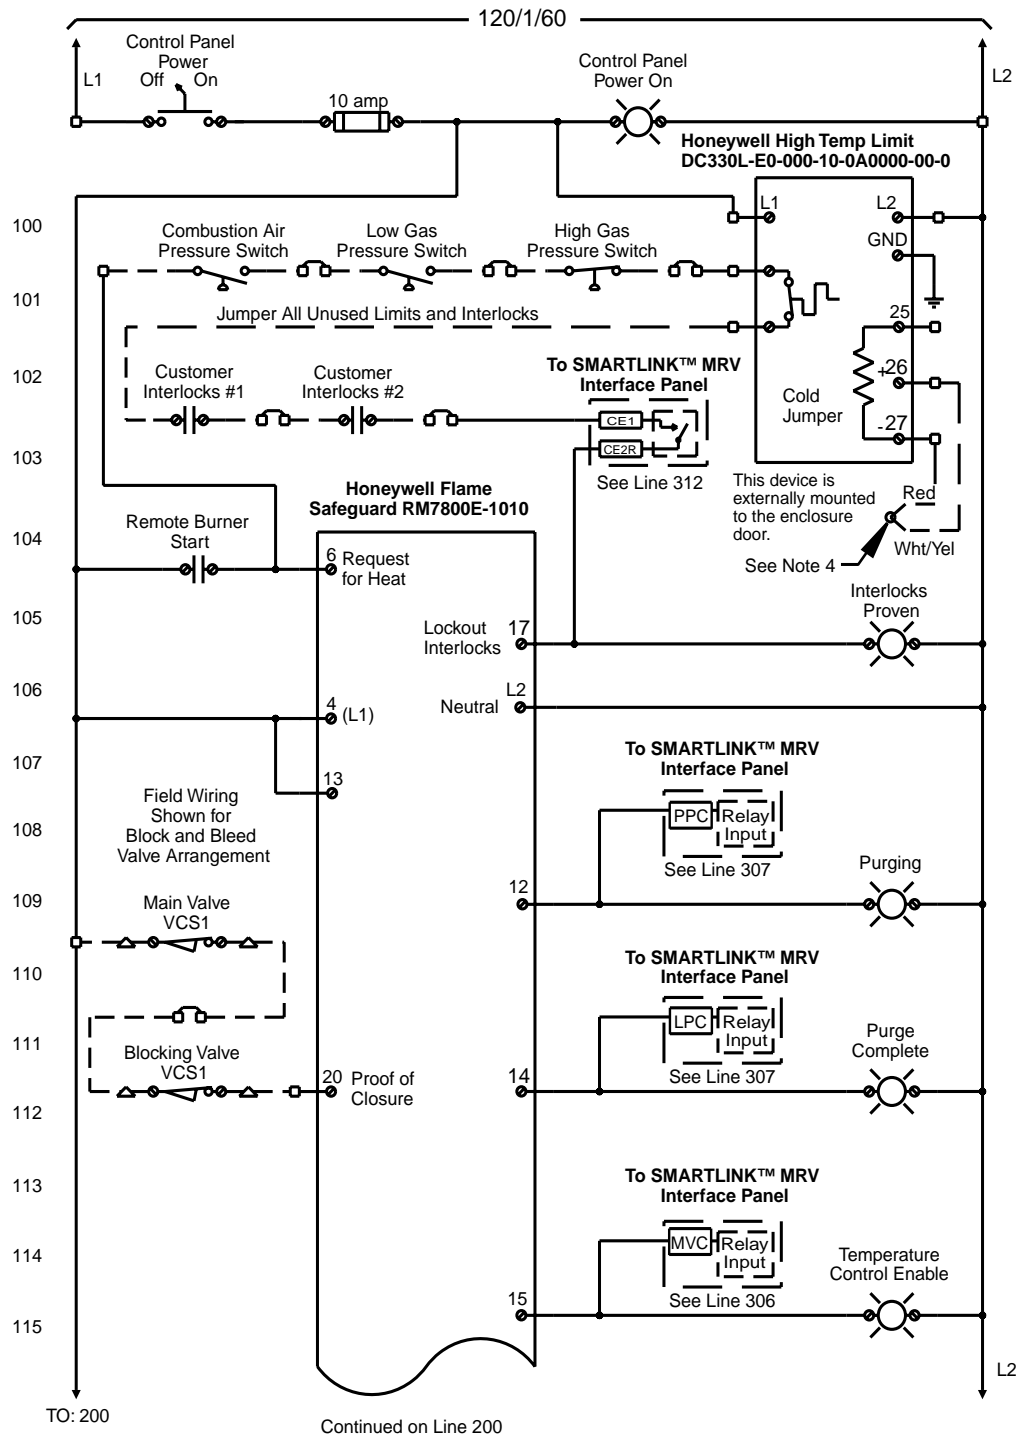 120/1/60
Control Panel
Power
Off On
L1
10 amp
Control Panel
Power On
L2
Honeywell High Temp Limit
DC330L-E0-000-10-0A0000-00-0
L1
L2
GND
100
Combustion Air
Pressure Switch
Low Gas
Pressure Switch
High Gas
Pressure Switch
101
Jumper All Unused Limits and Interlocks
25
+26
-27
Cold
Jumper
102
Customer
Interlocks #1
Customer
Interlocks #2
To SMARTLINK™ MRV
Interface Panel
CE1
CE2R
See Line 312
103
This device is
externally mounted
to the enclosure
door.
Red
Wht/Yel
See Note 4
Honeywell Flame
Safeguard RM7800E-1010
104
Remote Burner
Start
6 Request
for Heat
Interlocks
Proven
105
Lockout
Interlocks
17
106
4
(L1)
Neutral
L2
107
13
To SMARTLINK™ MRV
Interface Panel
PPC
Relay
Input
See Line 307
Field Wiring
Shown for
Block and Bleed
Valve Arrangement
108
109
Main Valve
VCS1
12
Purging
110
To SMARTLINK™ MRV
Interface Panel
LPC
Relay
Input
See Line 307
111
Blocking Valve
VCS1
20 Proof of
Closure
14
Purge
Complete
112
113
To SMARTLINK™ MRV
Interface Panel
114
MVC
Relay
Input
See Line 306
Temperature
Control Enable
15
115
L2
TO: 200
Continued on Line 200